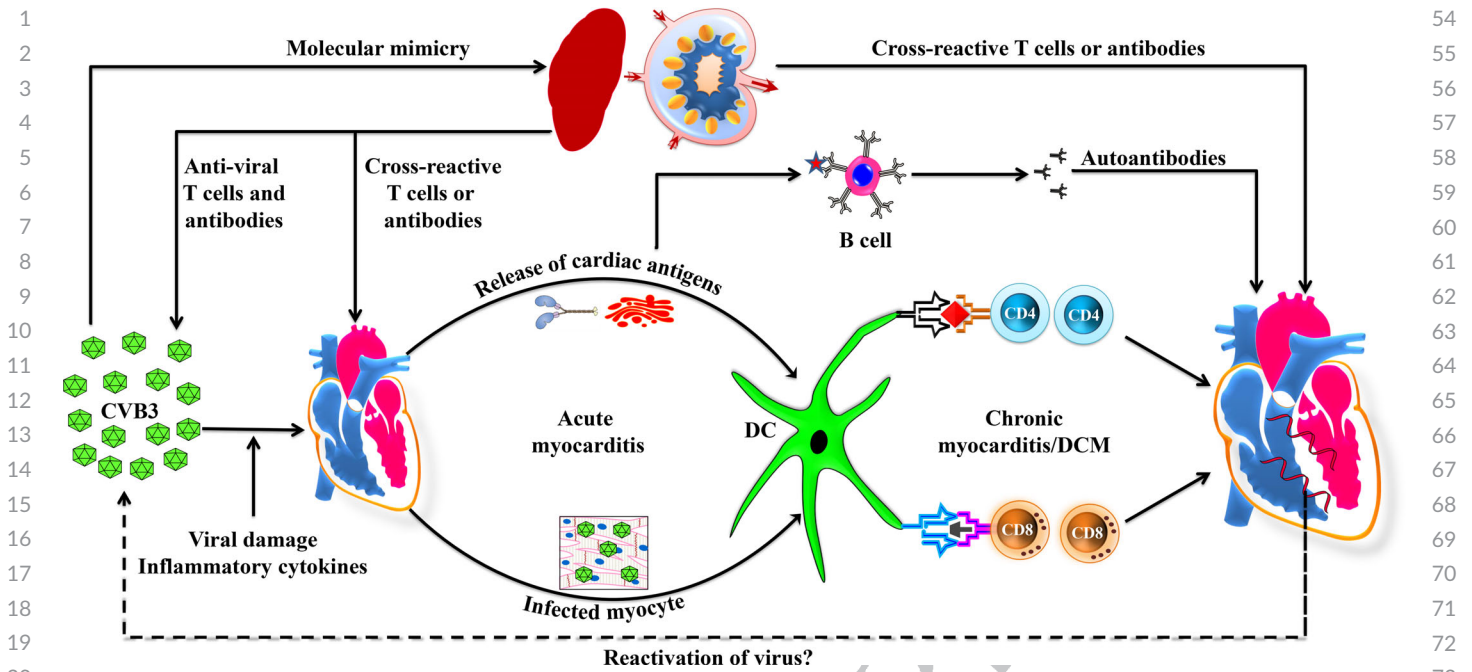 1
2
3
4
5
6
7
8
9
10
11
12
13
14
15
16
17
18
19
54
55
56
57
58
59
60
61
62
63
64
65
66
67
68
69
70
71
72
Molecular mimicry
Cross-reactive T cells or antibodies
Anti-viral
T cells and
antibodies
Cross-reactive
T cells or
antibodies
Autoantibodies
B cell
Release of cardiac antigens
CD4
CD4
CVB3
Acute
myocarditis
DC
Chronic
myocarditis/DCM
Viral damage
Inflammatory cytokines
CD8
CD8
Infected myocyte
Reactivation of virus?